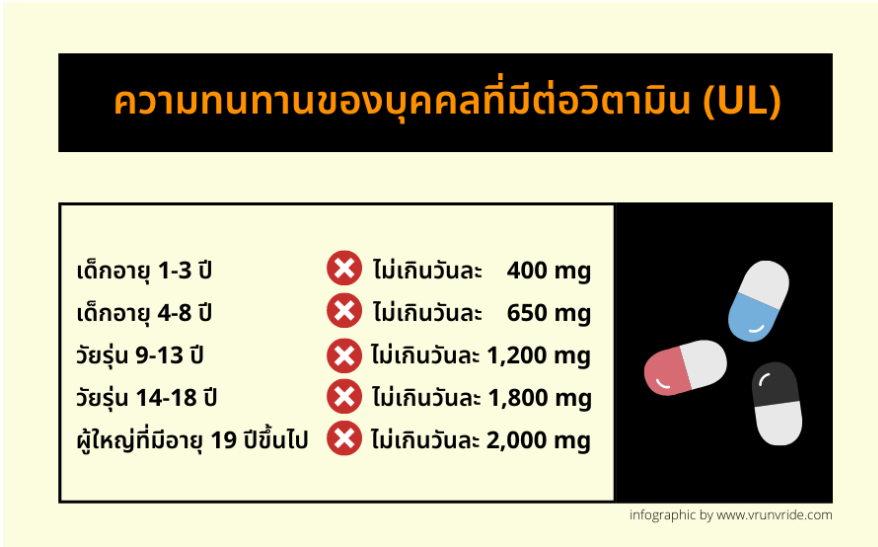 ความทนทานของบุคคลที่มีต่อวิตามิน (UL)
เด็กอายุ 1-3 ปี ไม่เกินวันละ 400 mg
เด็กอายุ 4-8 ปี ไม่เกินวันละ 650 mg
วัยรุ่น 9-13 ปี ไม่เกินวันละ 1,200 mg
วัยรุ่น 14-18 ปี ไม่เกินวันละ 1,800 mg
ผู้ใหญ่ที่มีอายุ 19 ปีขึ้นไป ไม่เกินวันละ 2,000 mg
infographic by www.vrunvride.com